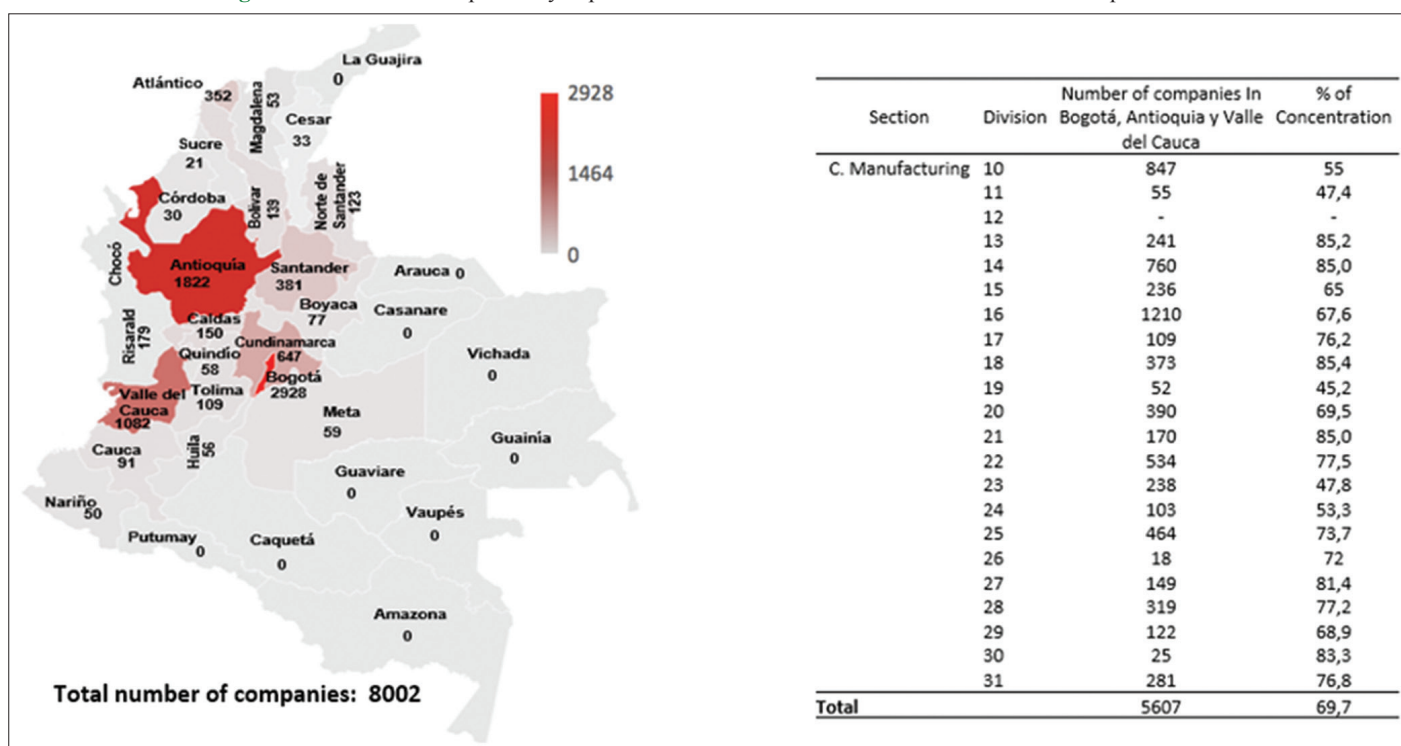 La Guajira
0
Atlántico
352
Magdalena
53
Cesar
33
Sucre
21
Córdoba
30
Bolívar
139
Norte de
Santander
123
Chocó
Antioquía
1822
Santander
381
Arauca 0
Boyaca
77
Casanare
0
Caldas
150
Risarald
179
Cundinamarca
647
Quindío
58
Bogotá
2928
Vichada
0
Valle del
Cauca
1082
Tolima
109
Meta
59
Guainía
0
Cauca
91
Huila
56
Guaviare
0
Nariño
50
Vaupés
0
Putumay
0
Caquetá
0
Amazona
0
Total number of companies: 8002
2928
1464
0
Section Division Number of companies In Bogotá, Antioquia y Valle del Cauca % of Concentration
C. Manufacturing 10 847 55
11 55 47,4
12 - -
13 241 85,2
14 760 85,0
15 236 65
16 1210 67,6
17 109 76,2
18 373 85,4
19 52 45,2
20 390 69,5
21 170 85,0
22 534 77,5
23 238 47,8
24 103 53,3
25 464 73,7
26 18 72
27 149 81,4
28 319 77,2
29 122 68,9
30 25 83,3
31 281 76,8
Total 5607 69,7